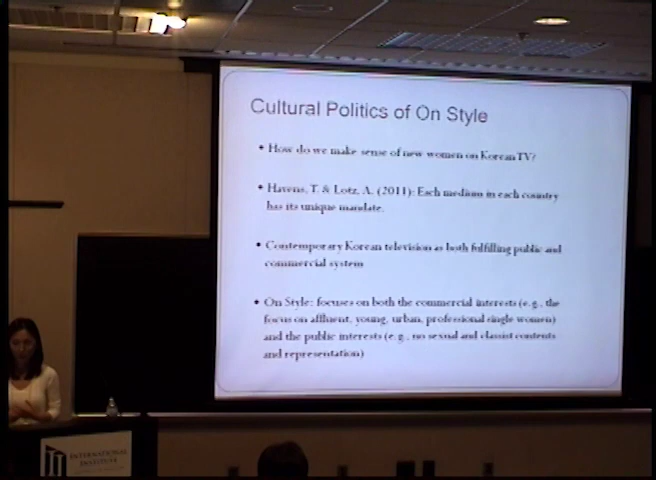 Cultural Politics of On Style
• How do we make sense of new women on Korean TV?
• Havens, T. & Lotz, A. (2011): Each medium in each country
has its unique mandate.
• Contemporary Korean television as both fulfilling public and
commercial system
• On Style: focuses on both the commercial interests (e.g., the
focus on affluent, young, urban, professional single women)
and the public interests (e.g., no sexual and classist contents
and representation)
INTERNATIONAL
INSTITUTE